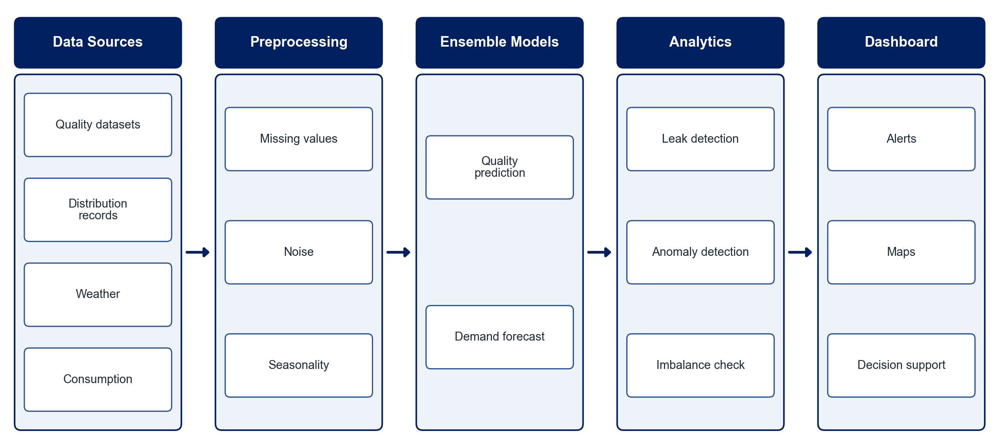 Data Sources
Quality datasets
Distribution
records
Weather
Consumption
Preprocessing
Missing values
Noise
Seasonality
Ensemble Models
Quality
prediction
Demand forecast
Analytics
Leak detection
Anomaly detection
Imbalance check
Dashboard
Alerts
Maps
Decision support